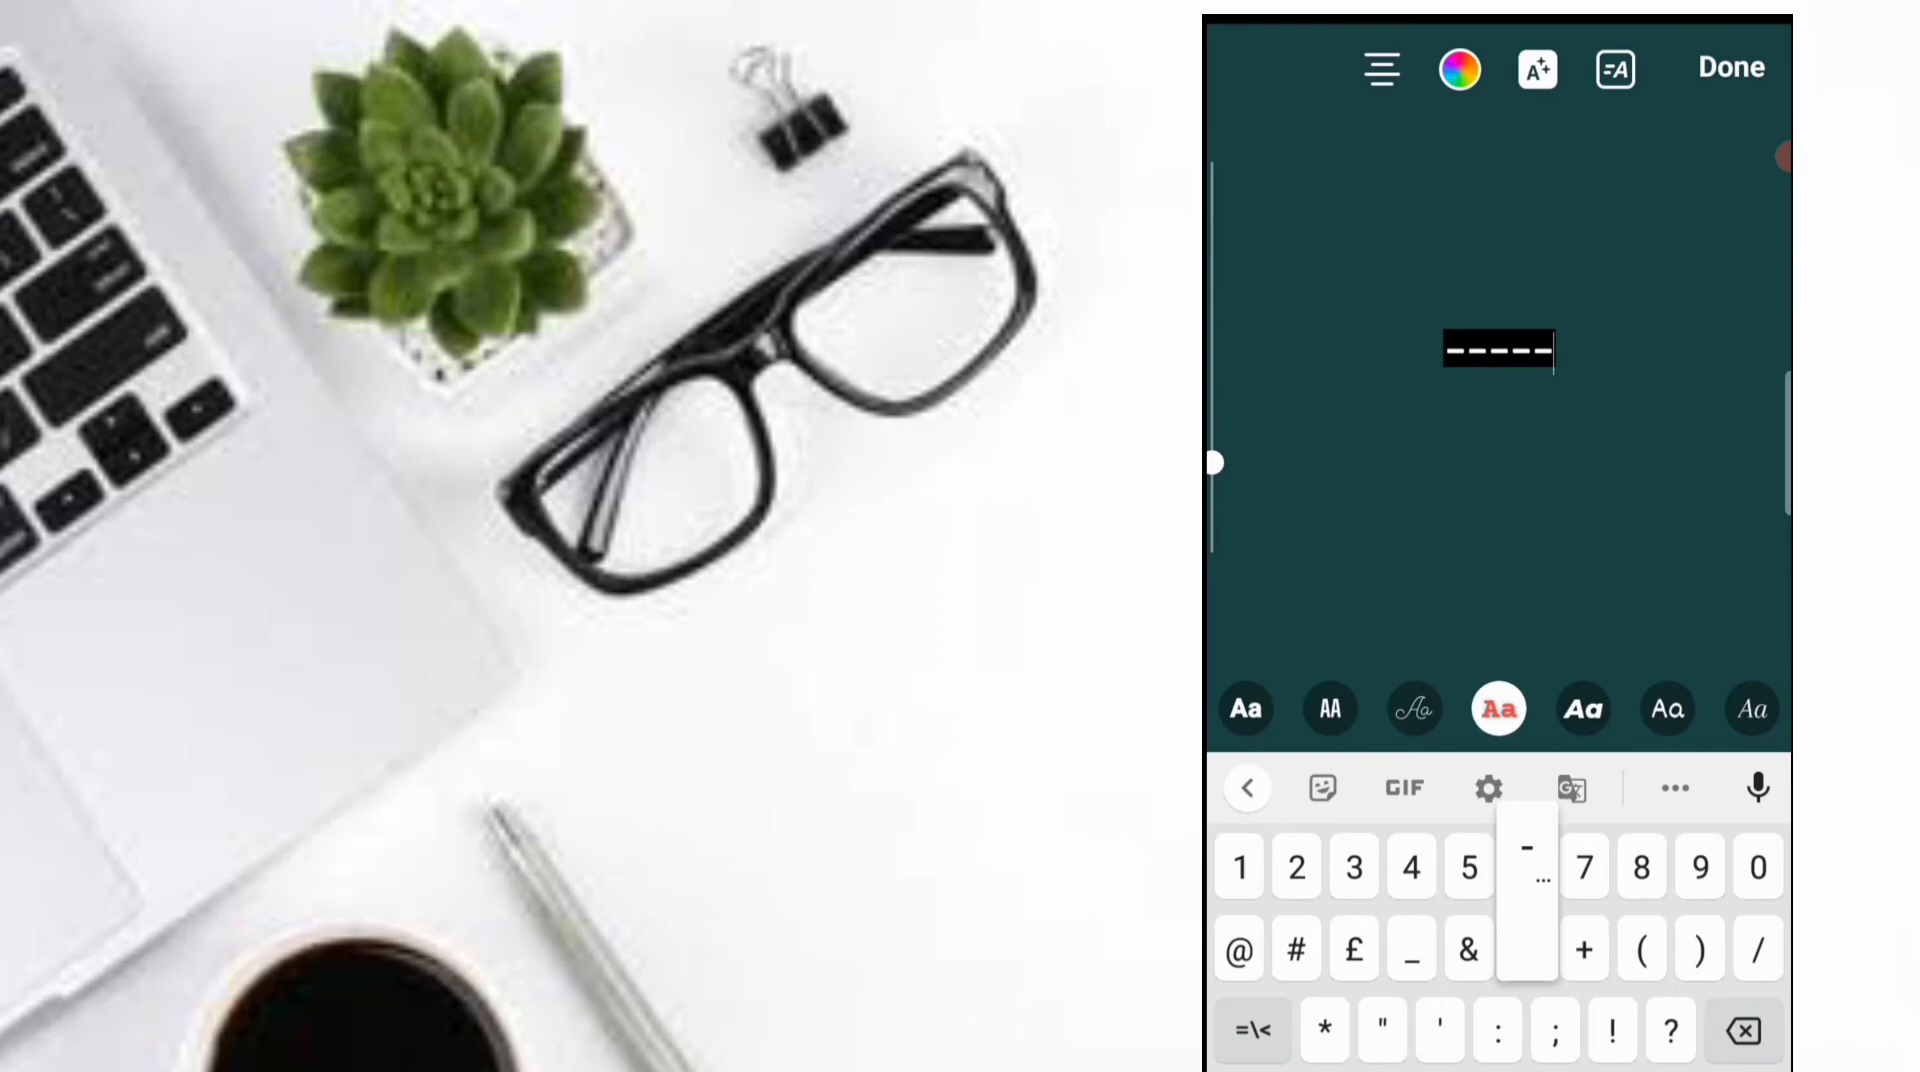 Done
-----
Aa AA Aa Aa Aa Aa Aa
GIF
1 2 3 4 5 - 7 8 9 0
@ # £ _ & + ( ) /
=\< * " ' : ; ! ?